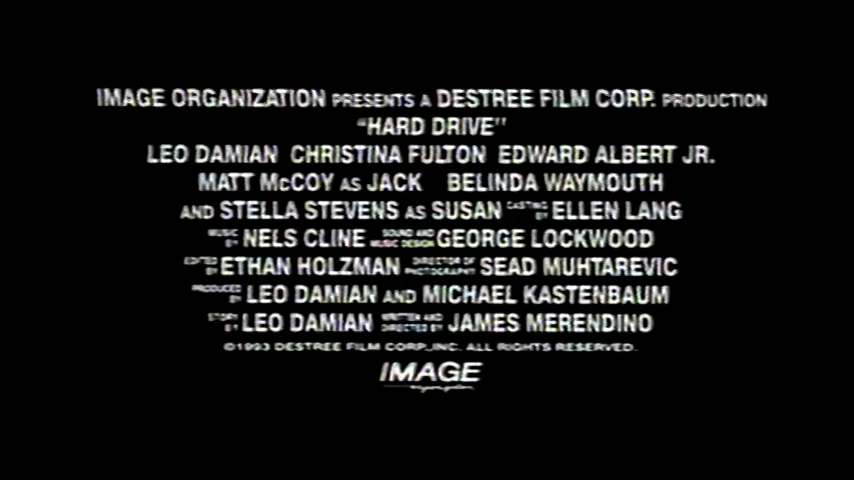 IMAGE ORGANIZATION PRESENTS A DESTREE FILM CORP. PRODUCTION
"HARD DRIVE"
LEO DAMIAN CHRISTINA FULTON EDWARD ALBERT JR.
MATT McCOY AS JACK BELINDA WAYMOUTH
AND STELLA STEVENS AS SUSAN CASTING BY ELLEN LANG
MUSIC BY NELS CLINE SOUND AND MUSIC DESIGN GEORGE LOCKWOOD
EDITED BY ETHAN HOLZMAN DIRECTOR OF PHOTOGRAPHY SEAD MUHTAREVIC
PRODUCED BY LEO DAMIAN AND MICHAEL KASTENBAUM
STORY BY LEO DAMIAN WRITTEN AND DIRECTED BY JAMES MERENDINO
©1993 DESTREE FILM CORP., INC. ALL RIGHTS RESERVED.
IMAGE